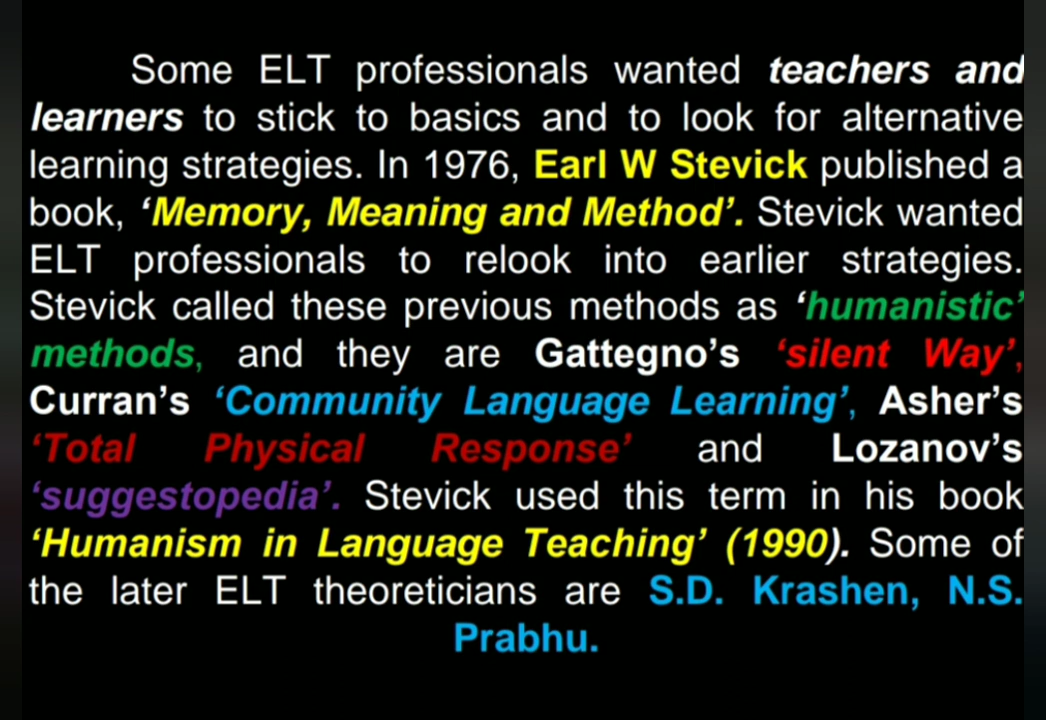 Some ELT professionals wanted teachers and
learners to stick to basics and to look for alternative
learning strategies. In 1976, Earl W Stevick published a
book, ‘Memory, Meaning and Method’. Stevick wanted
ELT professionals to relook into earlier strategies.
Stevick called these previous methods as ‘humanistic’
methods, and they are Gattegno’s ‘silent Way’,
Curran’s ‘Community Language Learning’, Asher’s
‘Total Physical Response’ and Lozanov’s
‘suggestopedia’. Stevick used this term in his book
‘Humanism in Language Teaching’ (1990). Some of
the later ELT theoreticians are S.D. Krashen, N.S.
Prabhu.